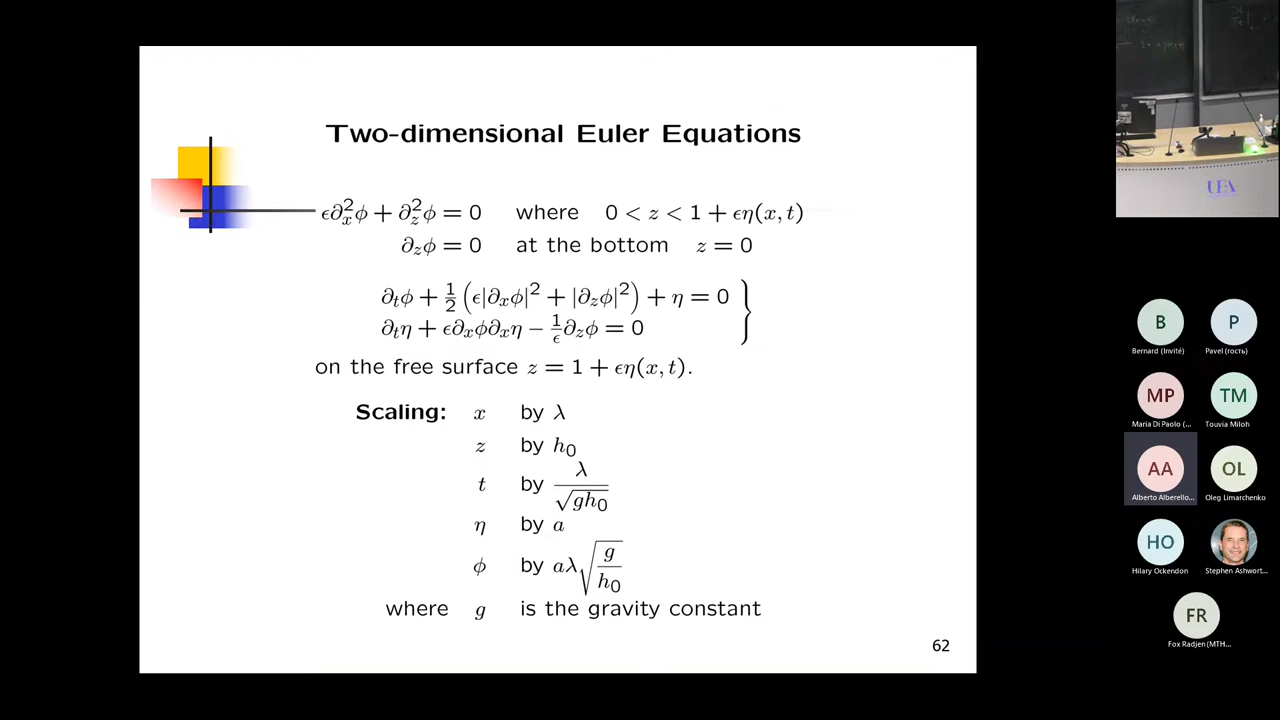 Two-dimensional Euler Equations
ϵ∂²ₓϕ + ∂²_zϕ = 0 where 0 < z < 1 + ϵη(x, t)
∂_zϕ = 0 at the bottom z = 0
∂ₜϕ + ½(ϵ|∂ₓϕ|² + |∂_zϕ|²) + η = 0
∂ₜη + ϵ∂ₓϕ∂ₓη − 1/ϵ ∂_zϕ = 0 }
on the free surface z = 1 + ϵη(x, t).
Scaling: x by λ
z by h₀
t by λ/√(gh₀)
η by a
ϕ by aλ√(g/h₀)
where g is the gravity constant
62
UEA
B P
Bernard (Invité) Pavel (гость)
MP TM
Maria Di Paolo (... Touvia Miloh
AA OL
Alberto Alberello... Oleg Limarchenko
HO
Hilary Ockendon Stephen Ashwort...
FR
Fox Radjen (MTH...